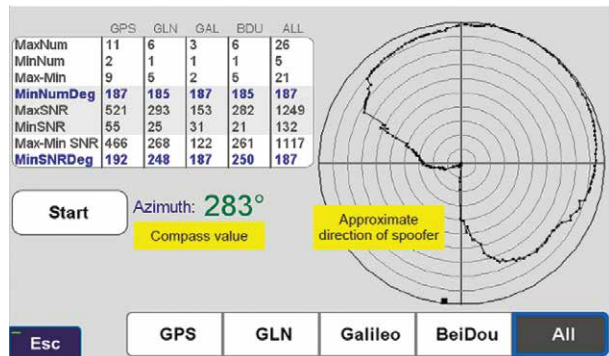 GPS GLN GAL BDU ALL
MaxNum 11 6 3 6 26
MinNum 2 1 1 1 5
Max-Min 9 5 2 5 21
MinNumDeg 187 185 187 185 187
MaxSNR 521 293 153 282 1249
MinSNR 55 25 31 21 132
Max-Min SNR 466 268 122 261 1117
MinSNRDeg 192 248 187 250 187
Start
Azimuth: 283°
Compass value
Approximate
direction of spoofer
Esc
GPS GLN Galileo BeiDou All